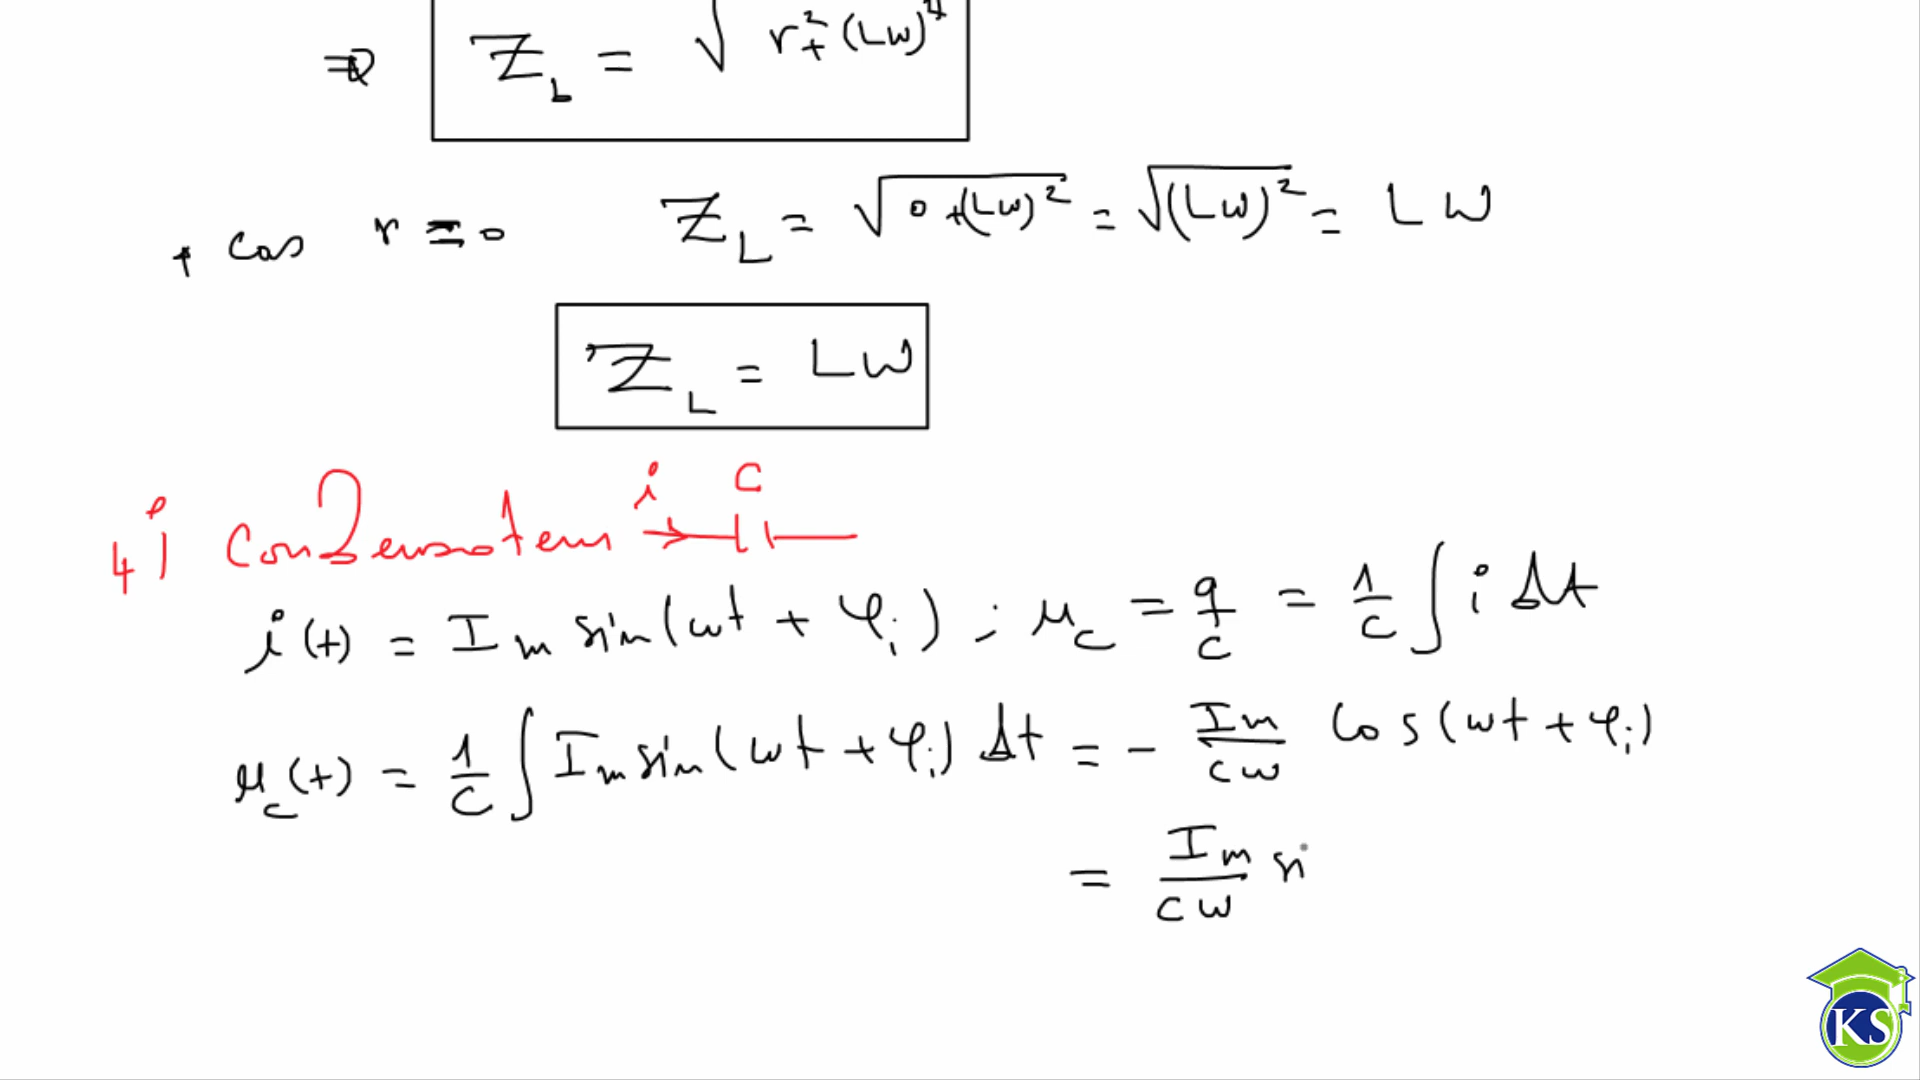 ⇒ Z_L = √(r² + (Lω)²)
+ cas r = 0 Z_L = √(0 + (Lω)²) = √((Lω)²) = Lω
Z_L = Lω
4°) Condensateur i C
i(t) = I_m sin(ωt + φ_i) ; u_c = q/c = 1/c ∫ i dt
u_c(t) = 1/c ∫ I_m sin(ωt + φ_i) dt = - I_m/cω cos(ωt + φ_i)
= I_m/cω si
KS